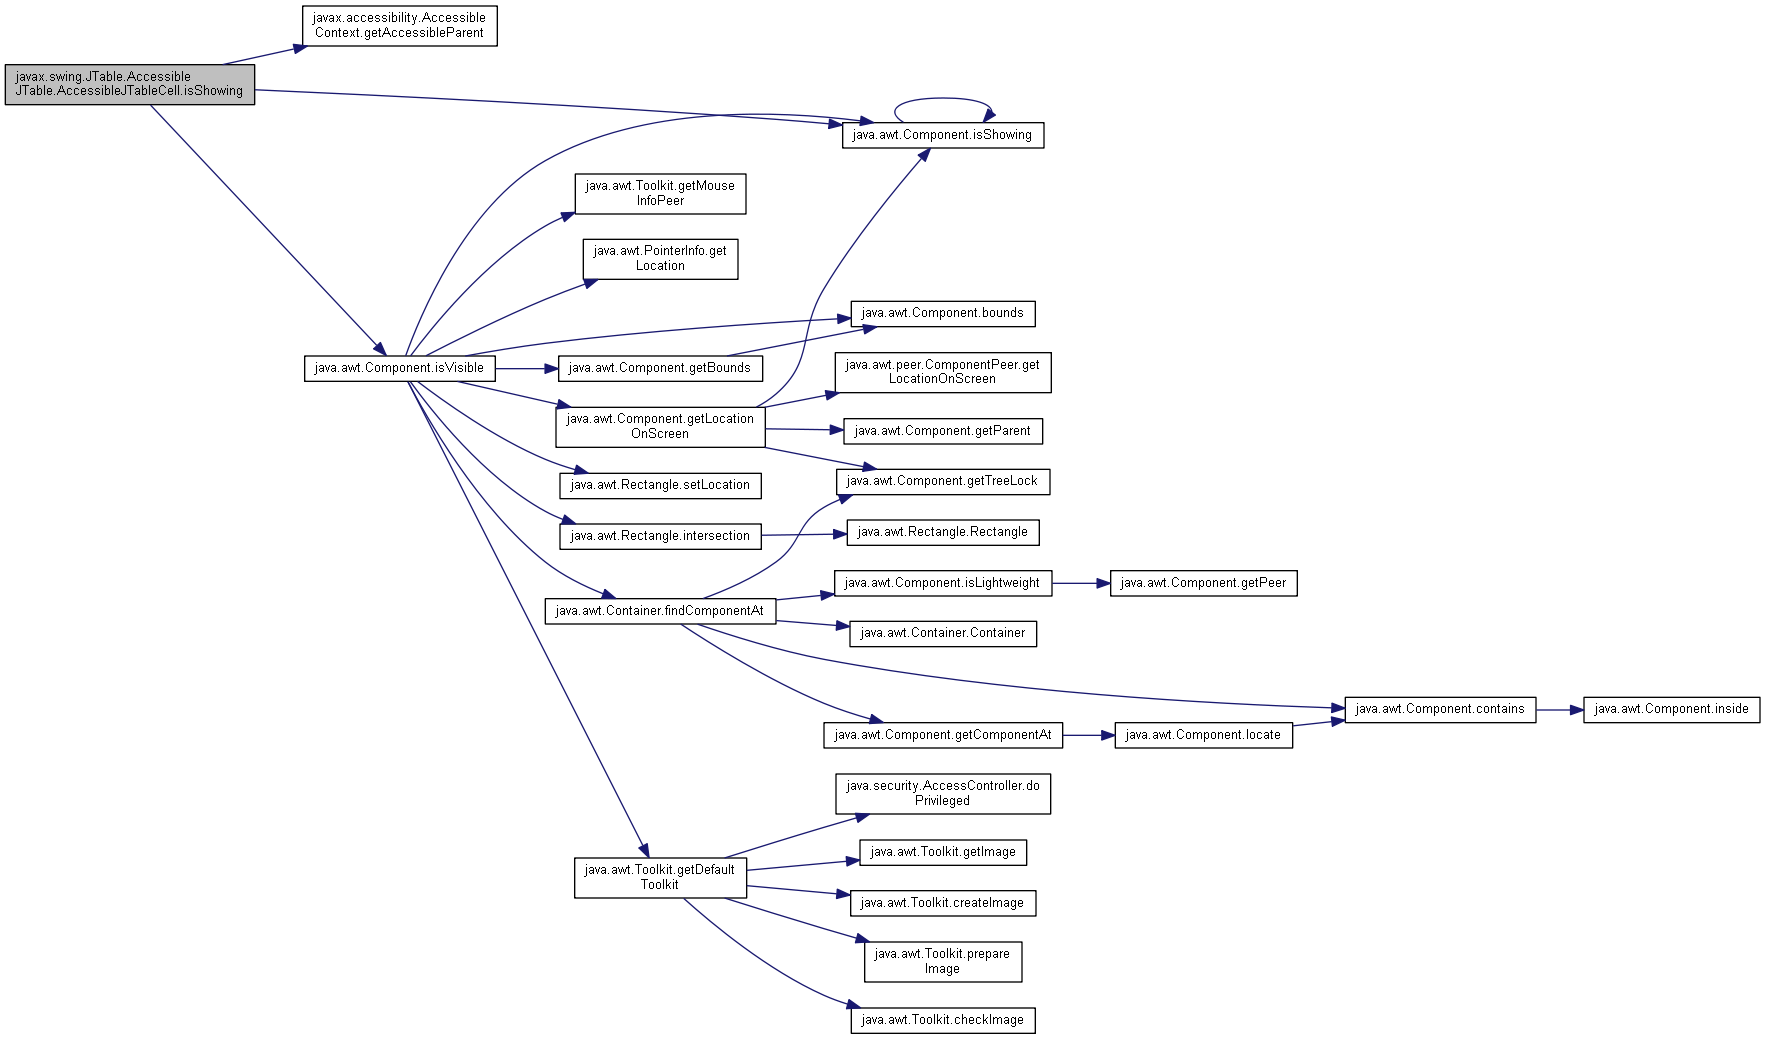 javax.accessibility.Accessible
Context.getAccessibleParent
javax.swing.JTable.Accessible
JTable.AccessibleJTableCell.isShowing
java.awt.Component.isShowing
java.awt.Toolkit.getMouse
InfoPeer
java.awt.PointerInfo.get
Location
java.awt.Component.bounds
java.awt.Component.isVisible
java.awt.Component.getBounds
java.awt.peer.ComponentPeer.get
LocationOnScreen
java.awt.Component.getLocation
OnScreen
java.awt.Component.getParent
java.awt.Component.getTreeLock
java.awt.Rectangle.setLocation
java.awt.Rectangle.intersection
java.awt.Rectangle.Rectangle
java.awt.Component.isLightweight
java.awt.Component.getPeer
java.awt.Container.findComponentAt
java.awt.Container.Container
java.awt.Component.contains
java.awt.Component.inside
java.awt.Component.getComponentAt
java.awt.Component.locate
java.security.AccessController.do
Privileged
java.awt.Toolkit.getImage
java.awt.Toolkit.getDefault
Toolkit
java.awt.Toolkit.createImage
java.awt.Toolkit.prepare
Image
java.awt.Toolkit.checkImage